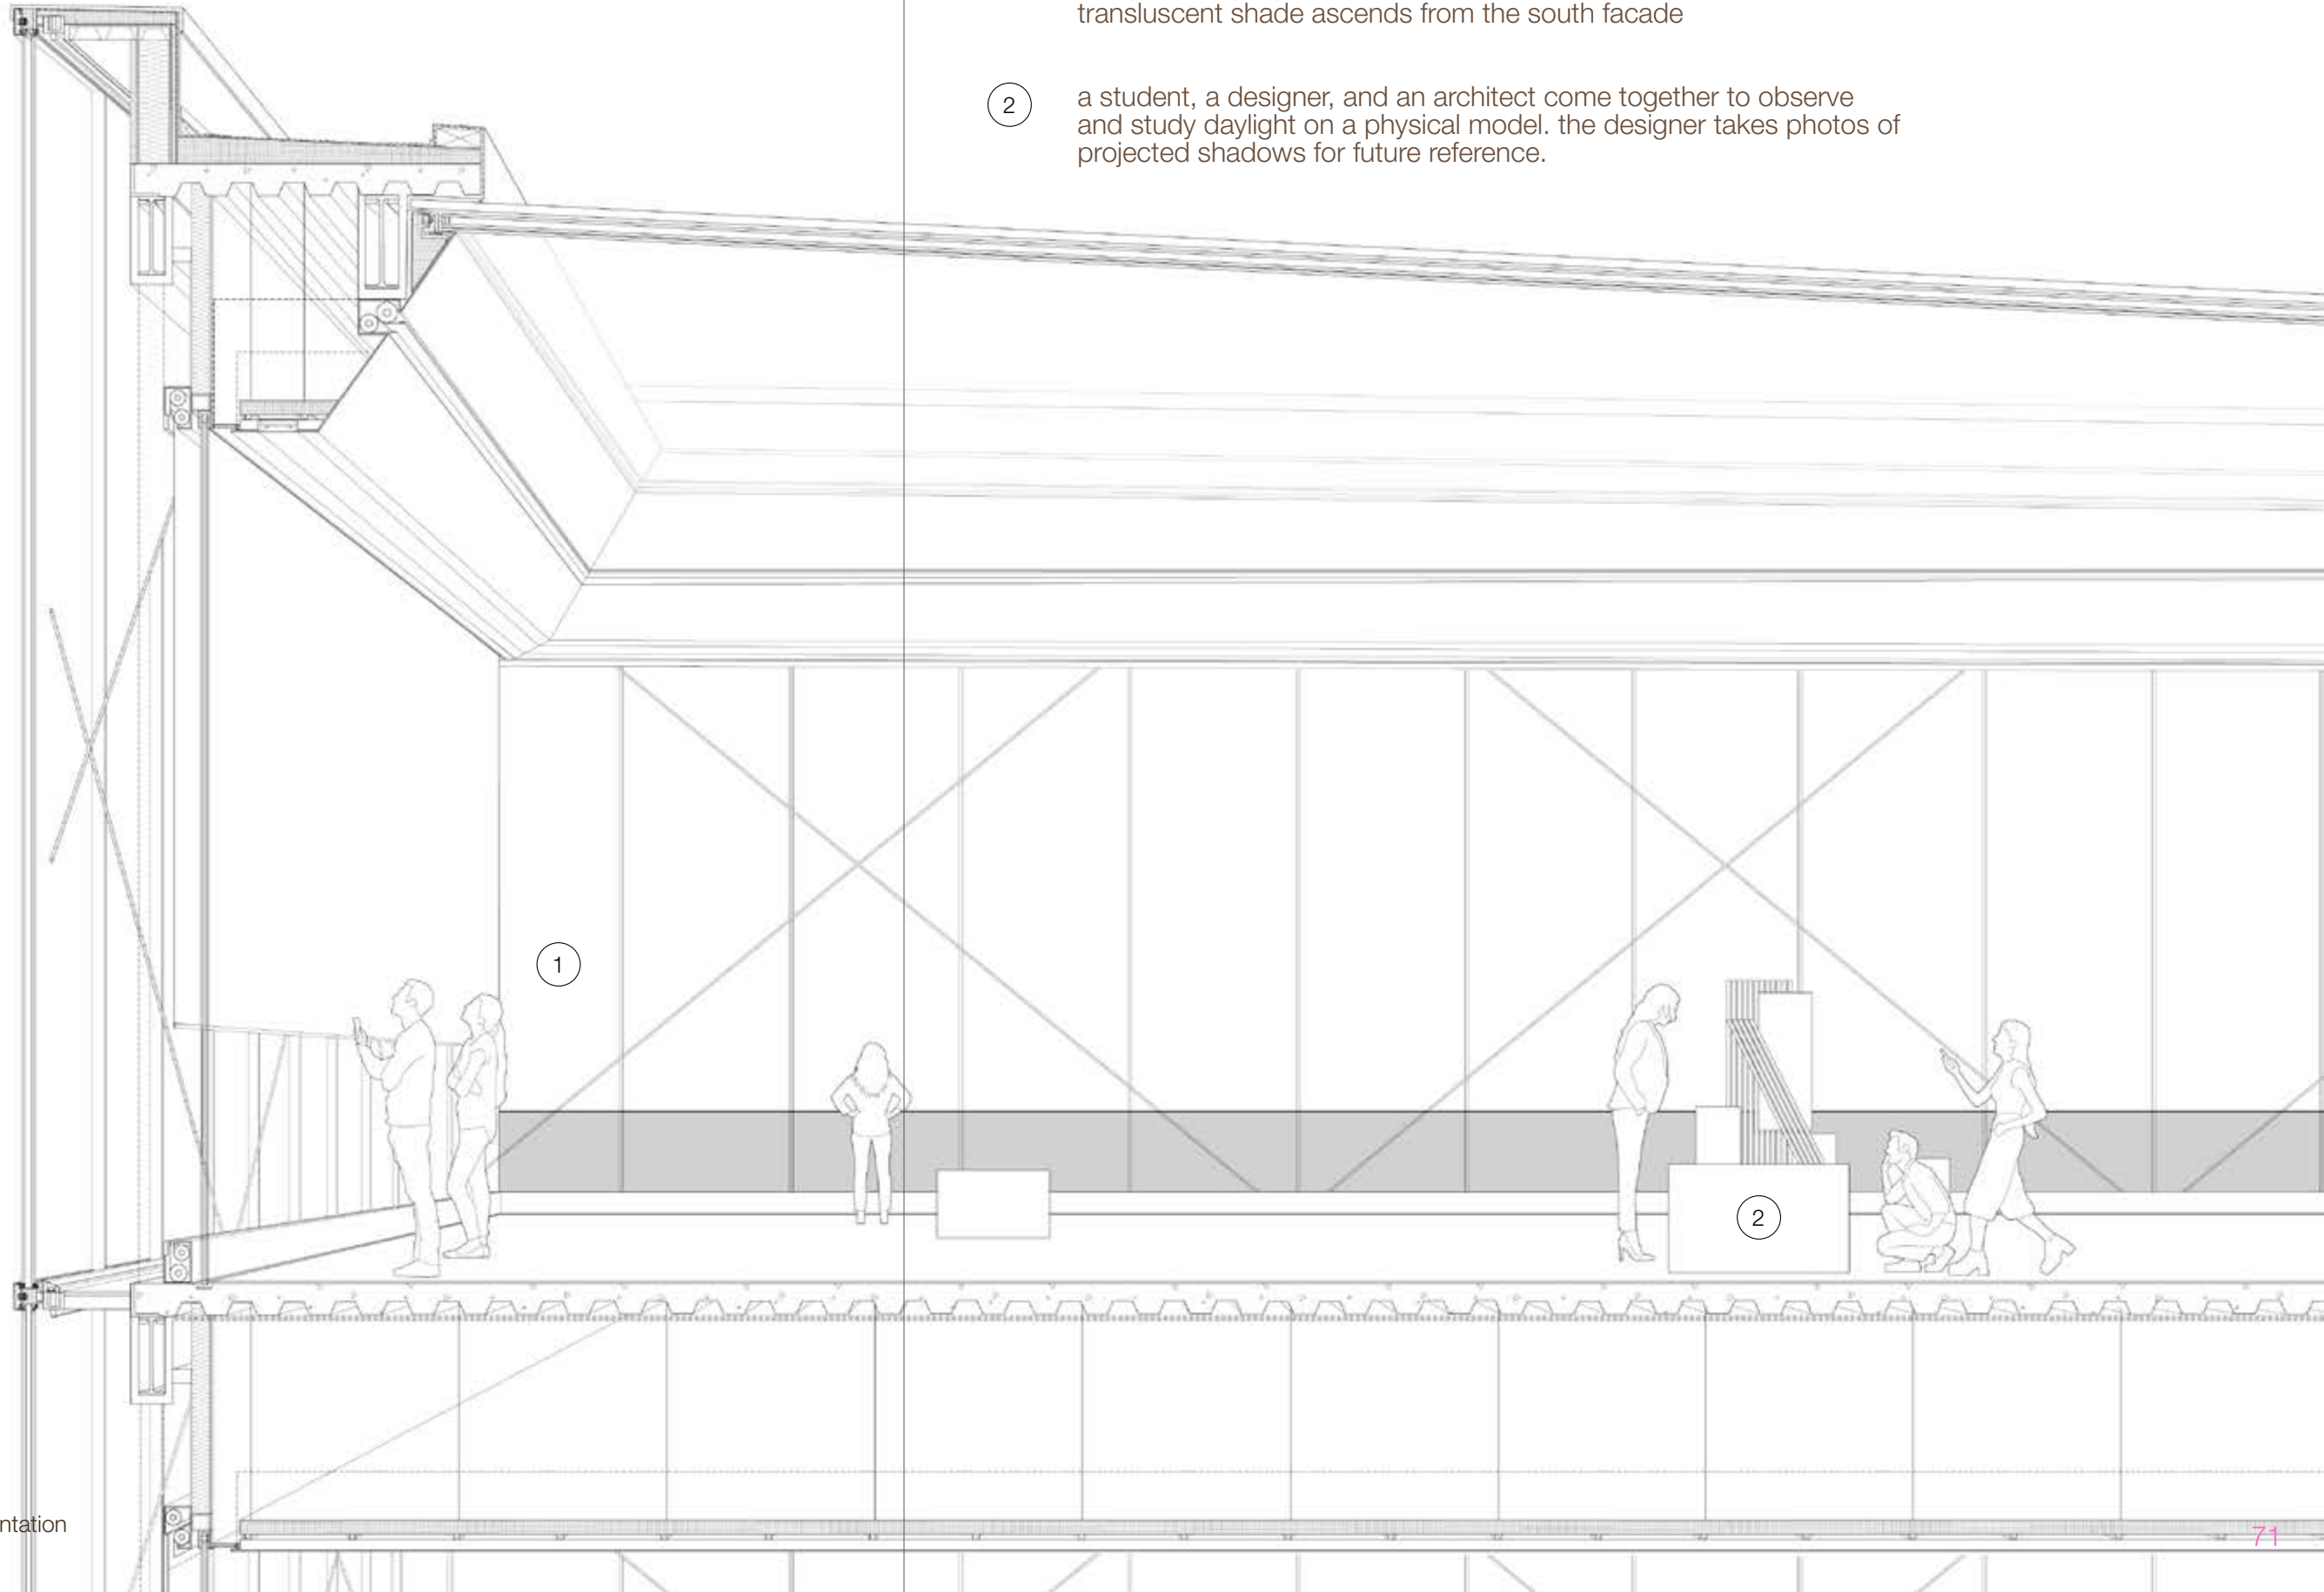 transluscent shade ascends from the south facade
2
a student, a designer, and an architect come together to observe
and study daylight on a physical model. the designer takes photos of
projected shadows for future reference.
1
2
ntation
71